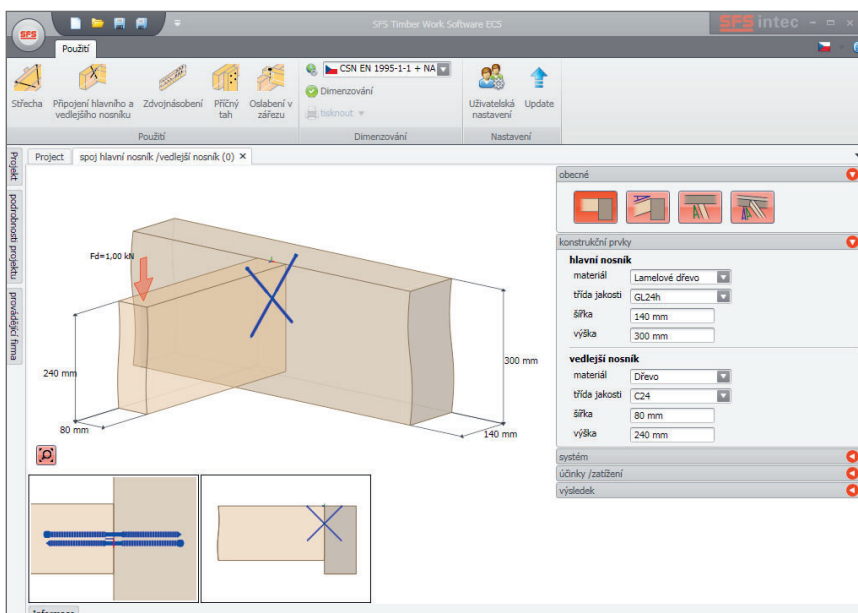 SFS Timber Work Software EC5
SFS intec
SFS
Použití
CSN EN 1995-1-1 + NA
Dimenzování
tisknout
Střecha
Připojení hlavního a
vedlejšího nosníku
Zdvojnásobení
Příčný
tah
Oslabení v
zářezu
Uživatelská
nastavení
Update
Použití
Dimenzování
Nastavení
Projekt
podrobnosti projektu
provádějící firma
Project
spoj hlavní nosník /vedlejší nosník (0)
Fd=1,00 kN
240 mm
80 mm
300 mm
140 mm
obecné
konstrukční prvky
hlavní nosník
materiál Lamelové dřevo
třída jakosti GL24h
šířka 140 mm
výška 300 mm
vedlejší nosník
materiál Dřevo
třída jakosti C24
šířka 80 mm
výška 240 mm
systém
účinky /zatížení
výsledek